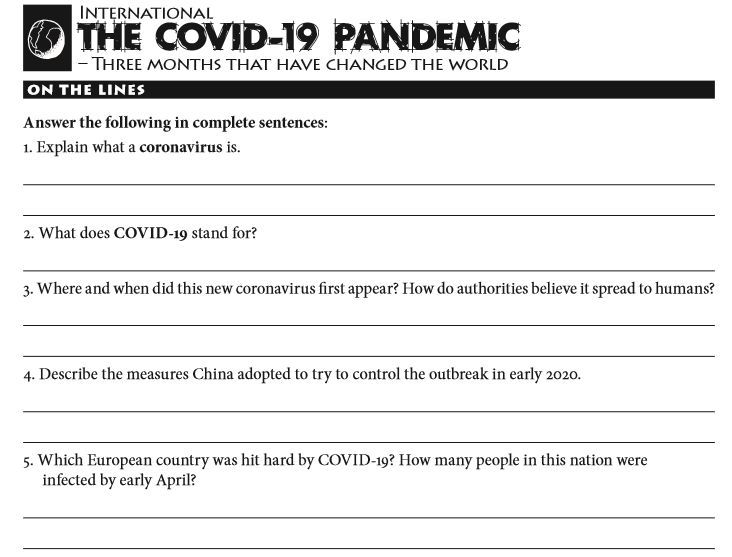 INTERNATIONAL
THE COVID-19 PANDEMIC
– THREE MONTHS THAT HAVE CHANGED THE WORLD
ON THE LINES
Answer the following in complete sentences:
1. Explain what a coronavirus is.
2. What does COVID-19 stand for?
3. Where and when did this new coronavirus first appear? How do authorities believe it spread to humans?
4. Describe the measures China adopted to try to control the outbreak in early 2020.
5. Which European country was hit hard by COVID-19? How many people in this nation were
infected by early April?